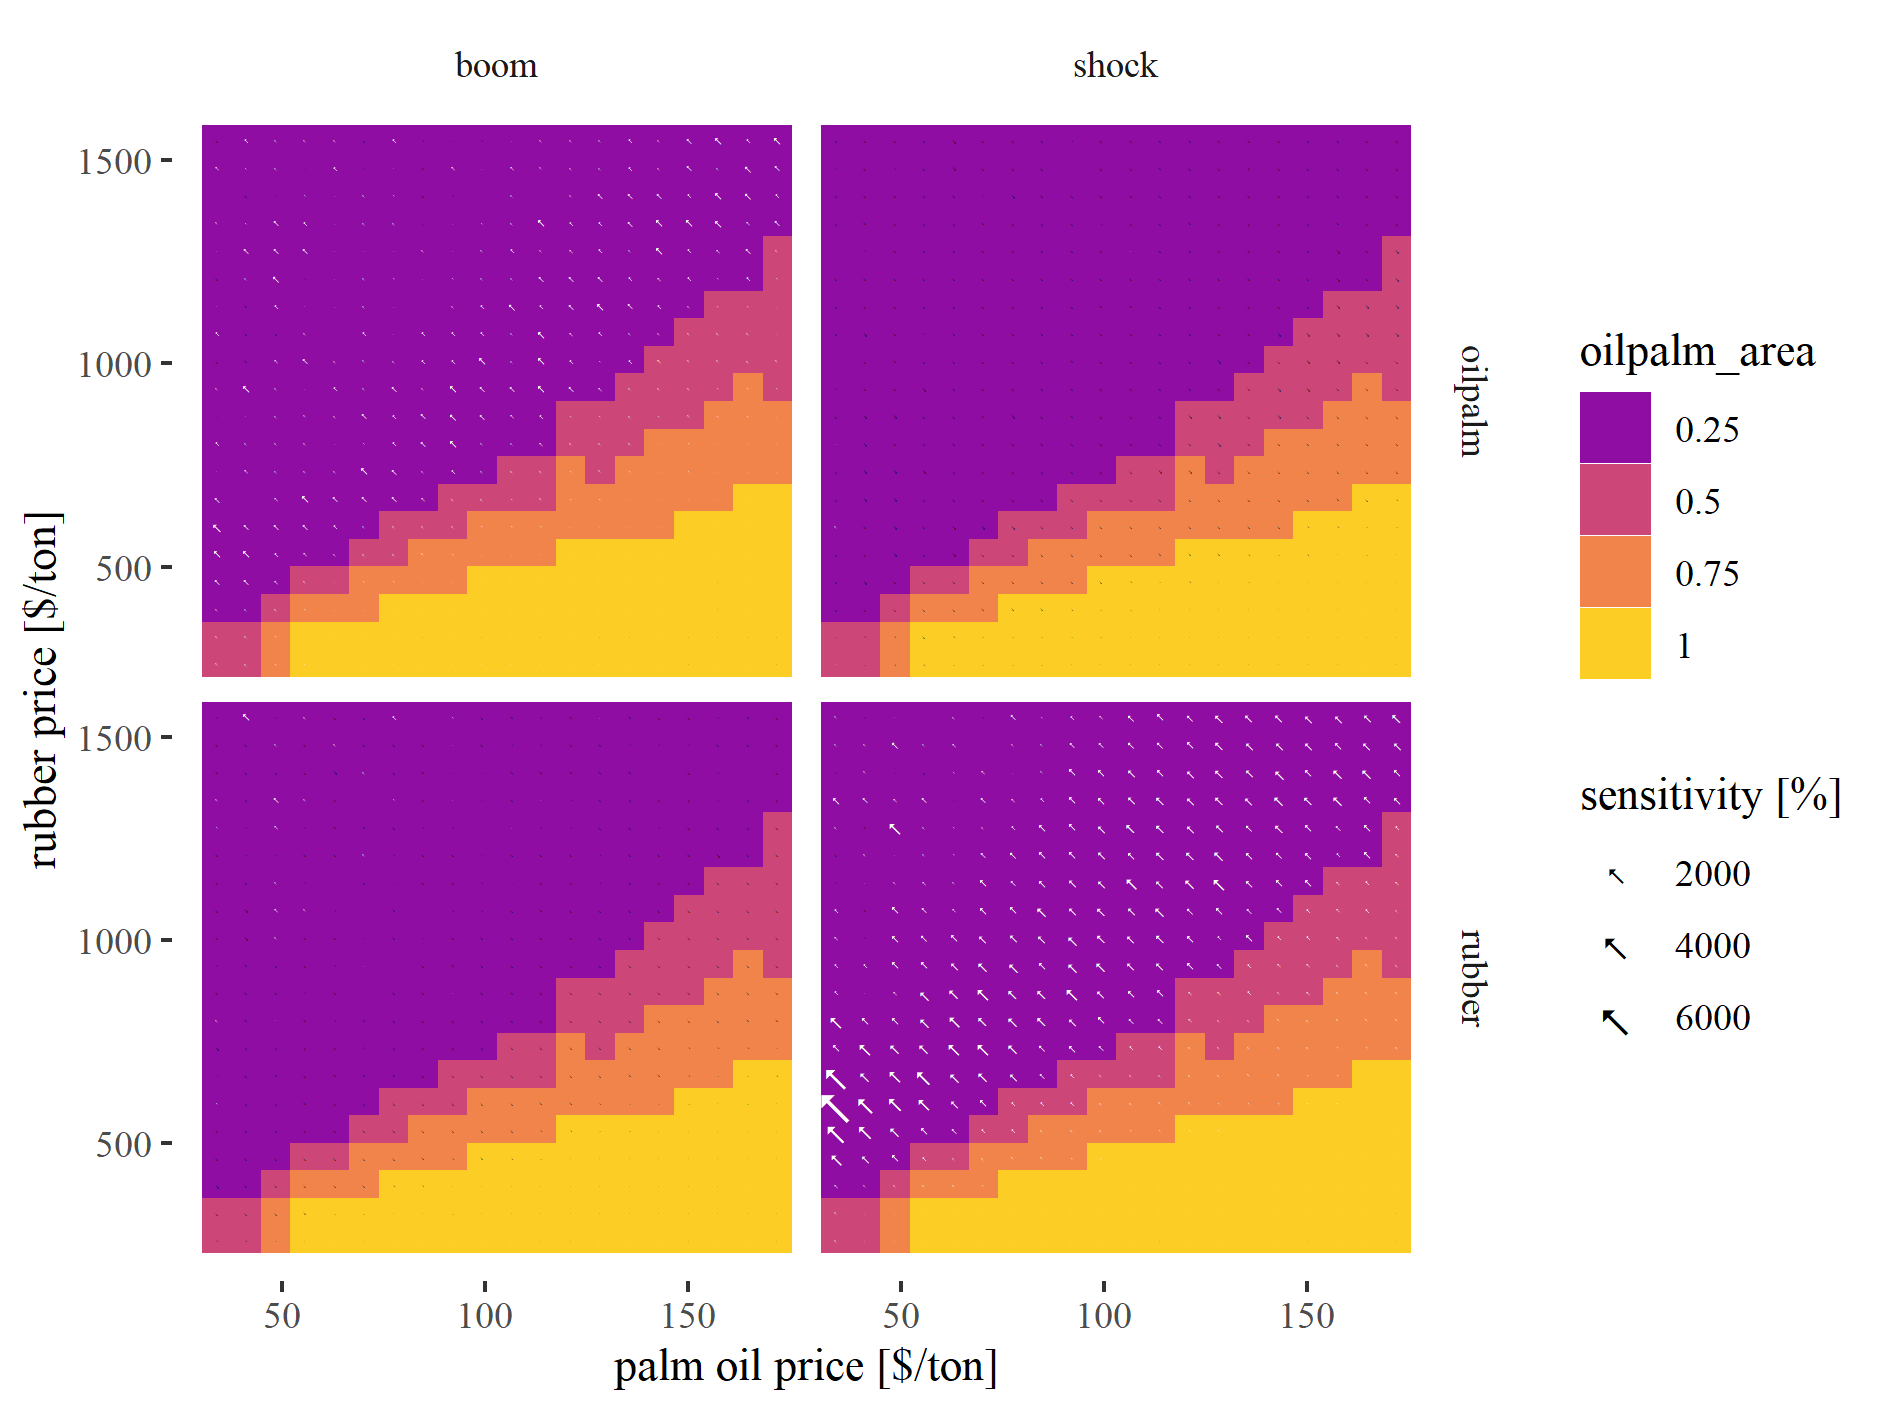 boom
shock
1500
1000
500
oilpalm
1500
1000
500
rubber
rubber price [$/ton]
50
100
150
50
100
150
palm oil price [$/ton]
oilpalm_area
0.25
0.5
0.75
1
sensitivity [%]
2000
4000
6000